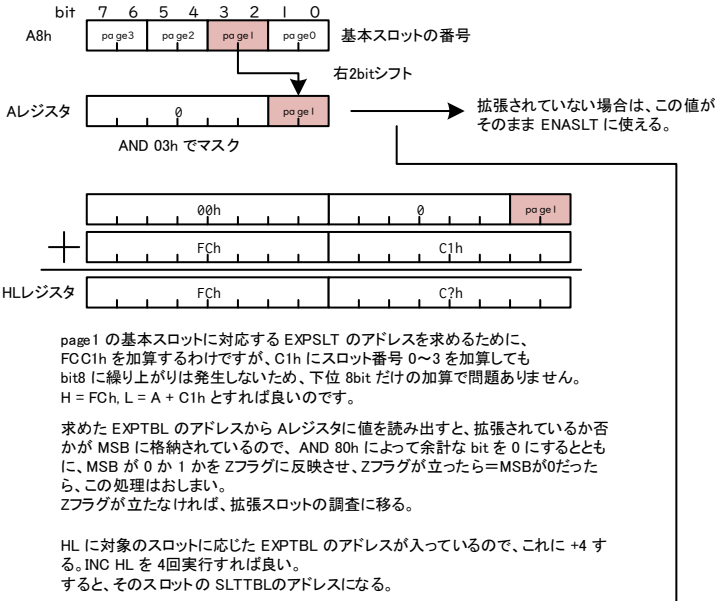 bit 7 6 5 4 3 2 1 0
A8h page3 page2 page1 page0 基本スロットの番号
右2bitシフト
Aレジスタ 0 page1 拡張されていない場合は、この値が
そのまま ENASLT に使える。
AND 03h でマスク
00h 0 page1
+ FCh C1h
HLレジスタ FCh C?h
page1 の基本スロットに対応する EXPSLT のアドレスを求めるために、
FCC1h を加算するわけですが、C1h にスロット番号 0～3 を加算しても
bit8 に繰り上がりは発生しないため、下位 8bit だけの加算で問題ありません。
H = FCh, L = A + C1h とすれば良いのです。
求めた EXPTBL のアドレスから Aレジスタに値を読み出すと、拡張されているか否
かが MSB に格納されているので、 AND 80h によって余計な bit を 0 にするととも
に、MSB が 0 か 1 かを Zフラグに反映させ、Zフラグが立ったら＝MSBが0だった
ら、この処理はおしまい。
Zフラグが立たなければ、拡張スロットの調査に移る。
HL に対象のスロットに応じた EXPTBL のアドレスが入っているので、これに +4 す
る。INC HL を 4回実行すれば良い。
すると、そのスロットの SLTTBLのアドレスになる。